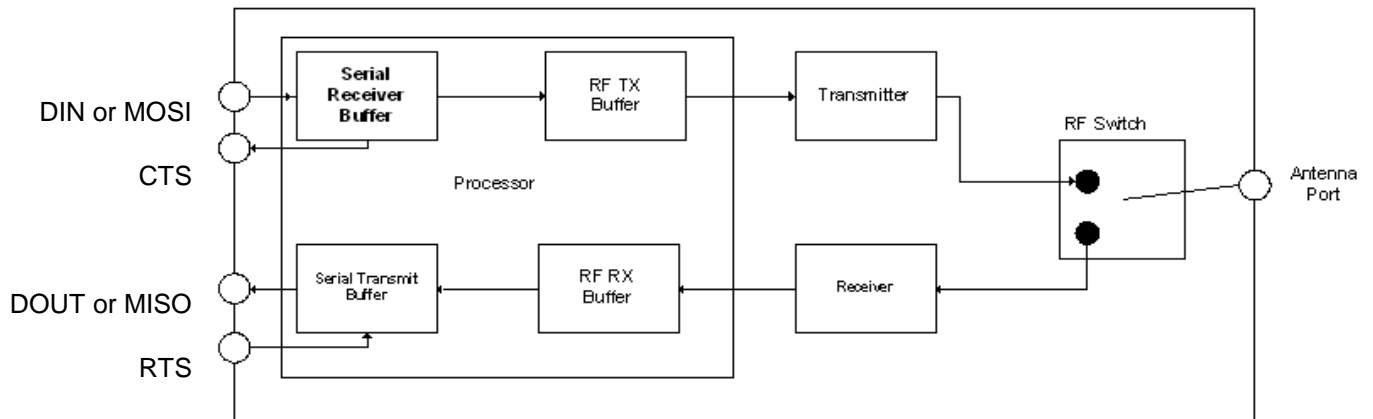 DIN or MOSI
CTS
DOUT or MISO
RTS
Serial
Receiver
Buffer
RF TX
Buffer
Transmitter
RF Switch
Antenna
Port
Processor
Serial Transmit
Buffer
RF RX
Buffer
Receiver